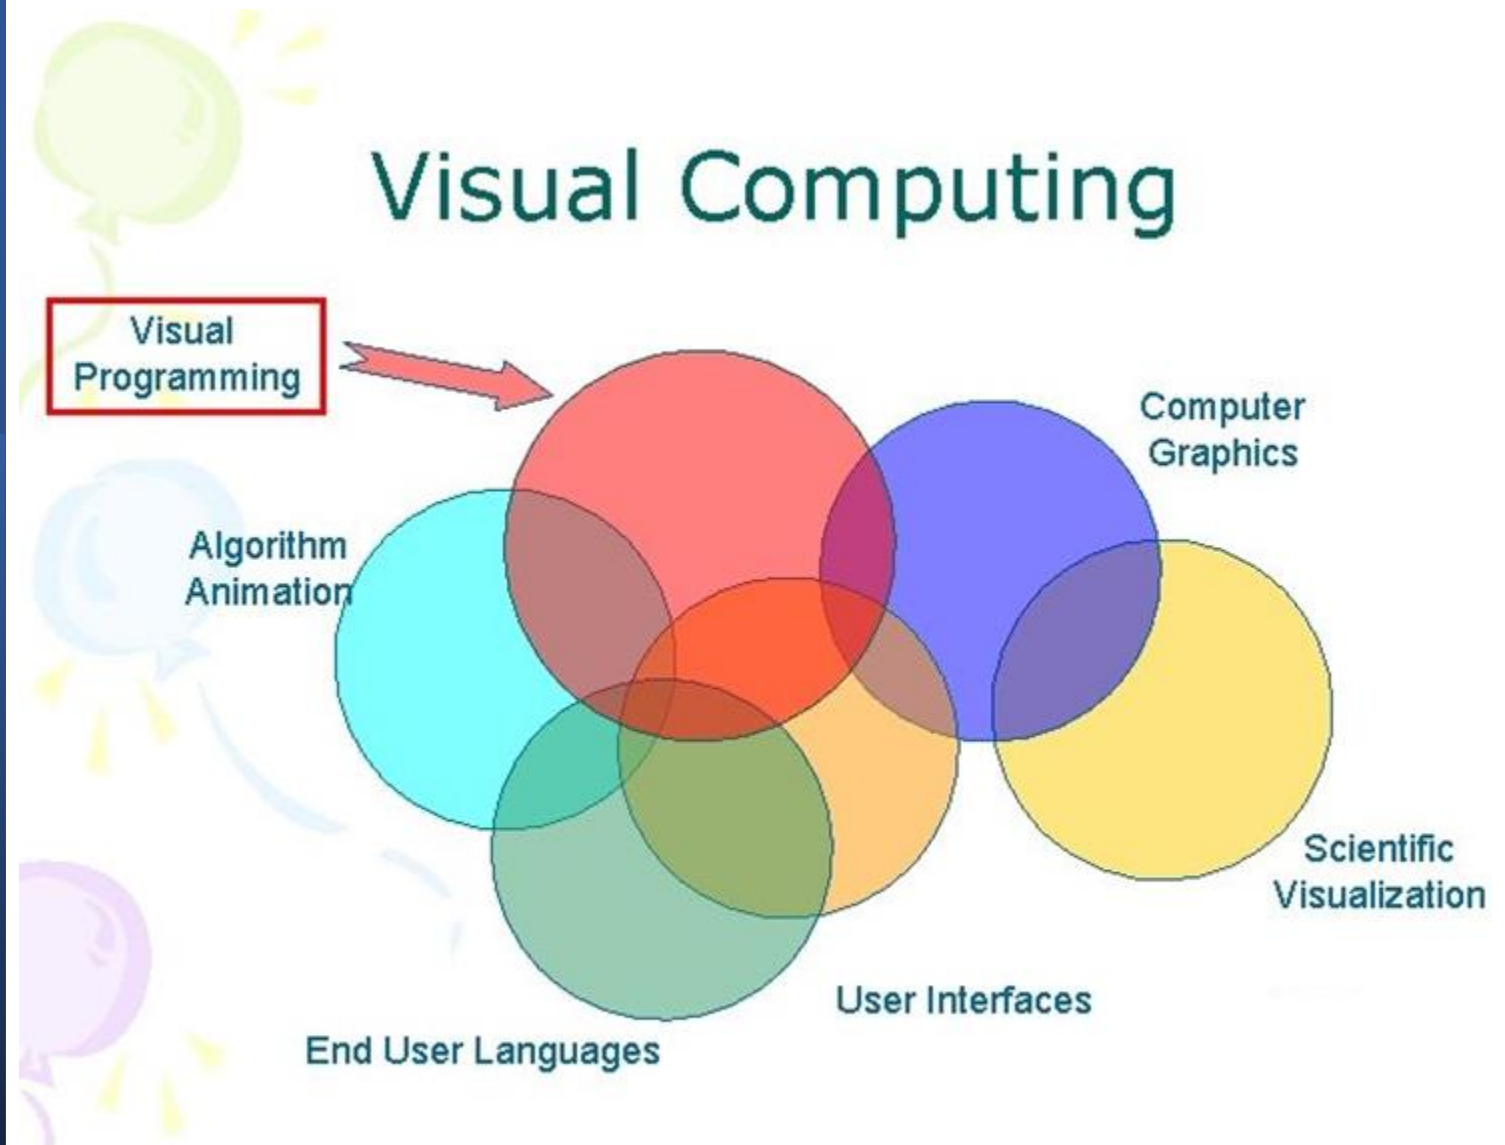 Visual Computing
Visual
Programming
Computer
Graphics
Algorithm
Animation
Scientific
Visualization
User Interfaces
End User Languages